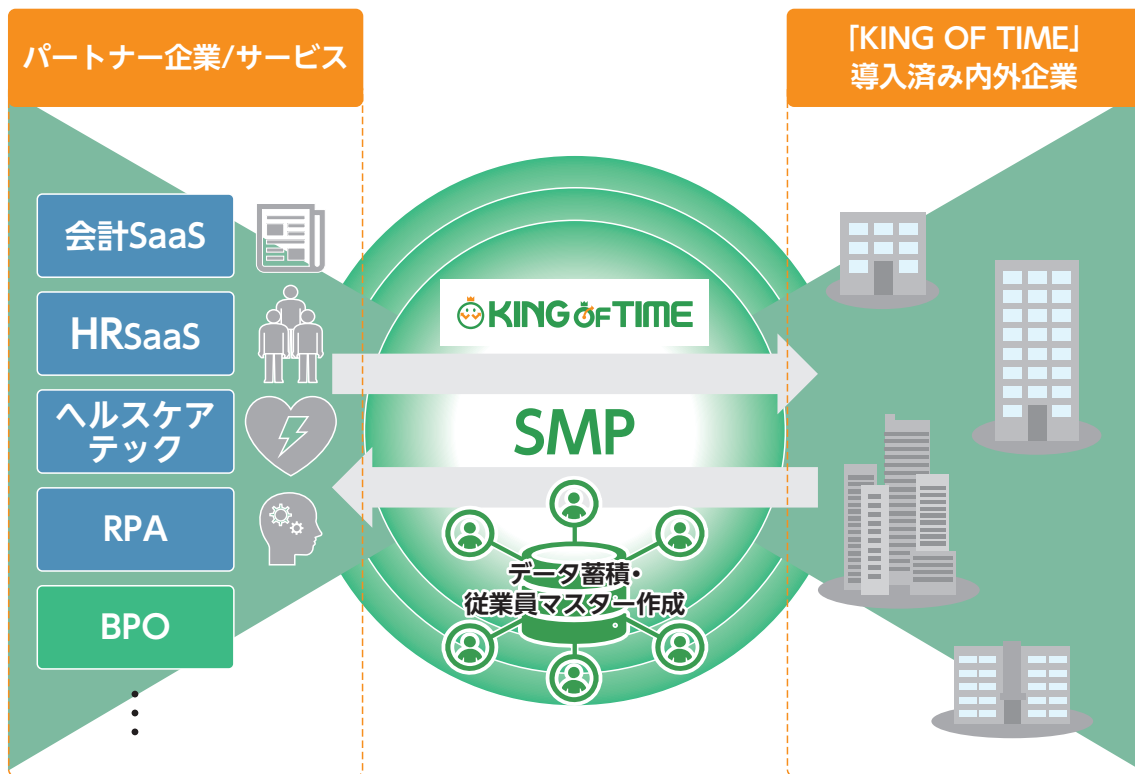 パートナー企業/サービス
「KING OF TIME」
導入済み内外企業
会計SaaS
HRSaaS
ヘルスケア
テック
RPA
BPO
KING OF TIME
SMP
データ蓄積・
従業員マスター作成